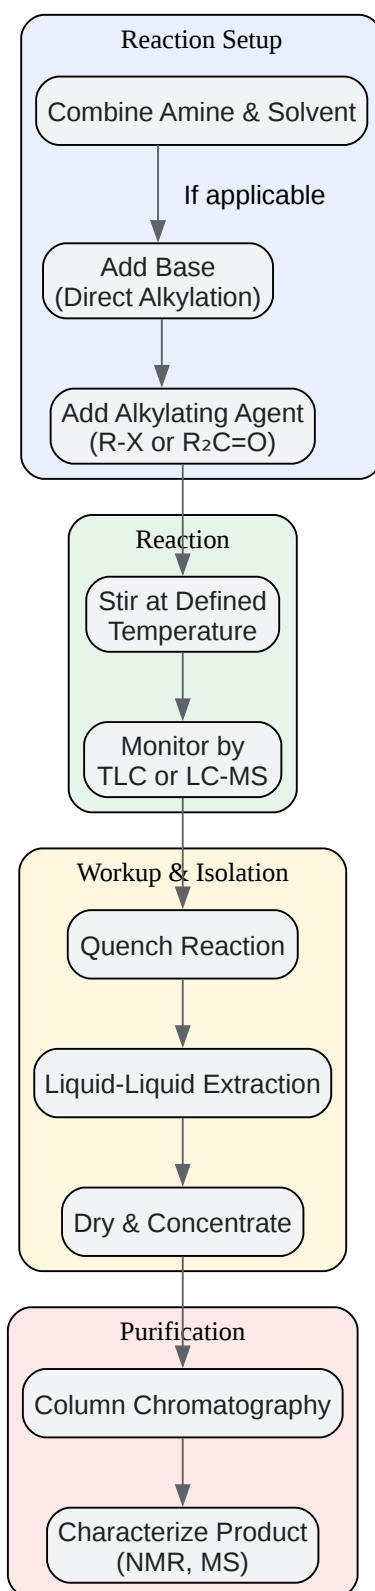 Reaction Setup
Combine Amine & Solvent
If applicable
Add Base
(Direct Alkylation)
Add Alkylating Agent
(R-X or R₂C=O)
Reaction
Stir at Defined
Temperature
Monitor by
TLC or LC-MS
Workup & Isolation
Quench Reaction
Liquid-Liquid Extraction
Dry & Concentrate
Purification
Column Chromatography
Characterize Product
(NMR, MS)